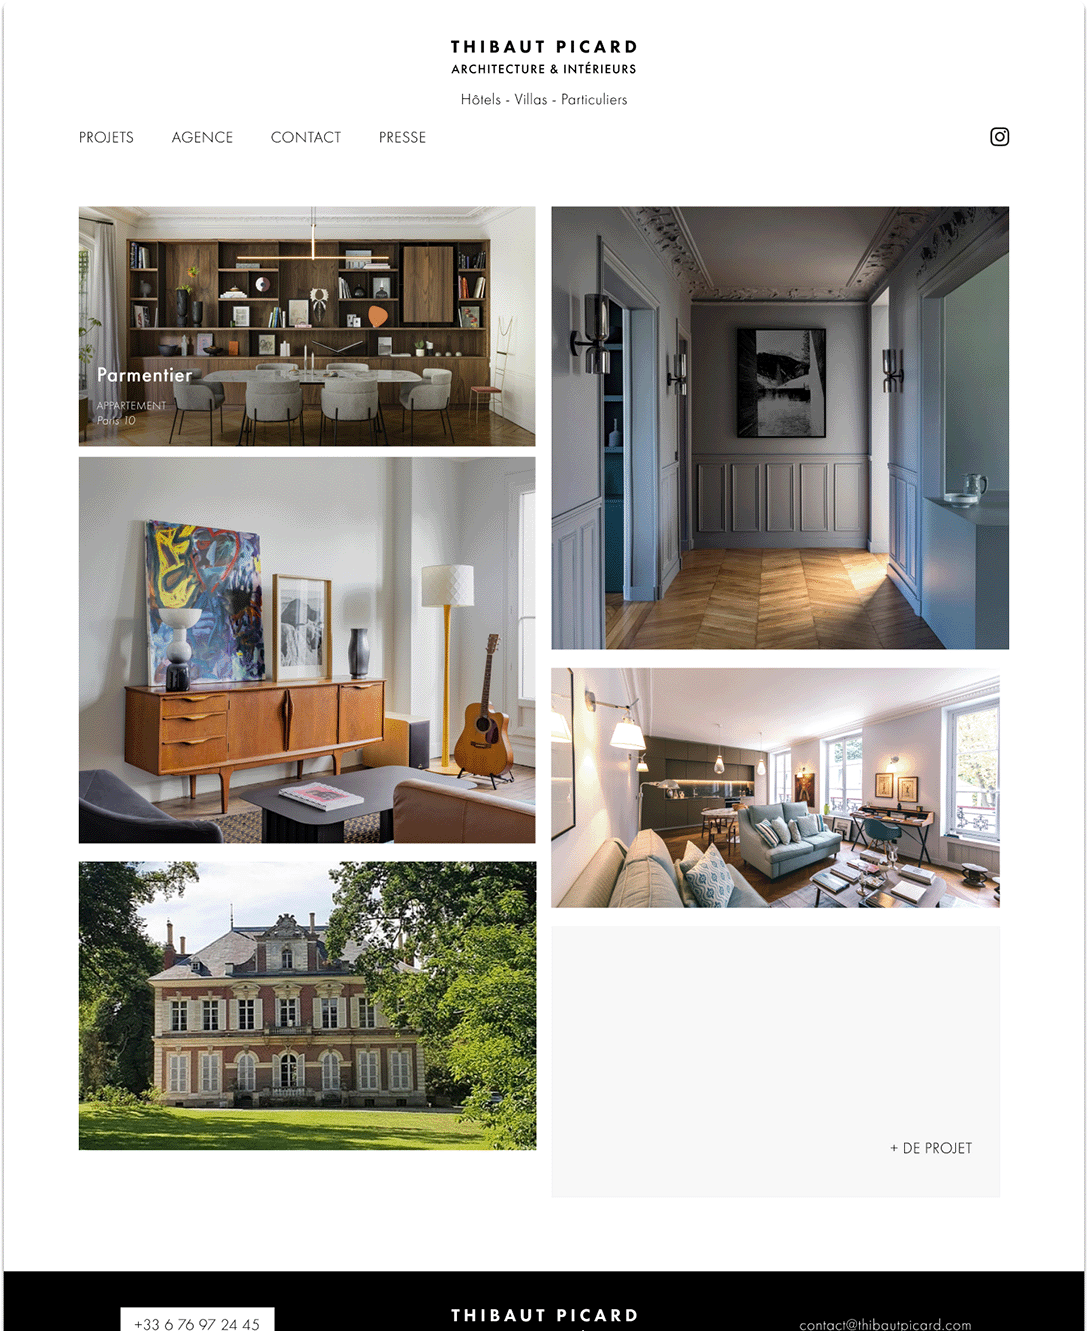 THIBAUT PICARD
ARCHITECTURE & INTÉRIEURS
Hôtels - Villas - Particuliers
PROJETS AGENCE CONTACT PRESSE
Parmentier
APPARTEMENT
Paris 10
+ DE PROJET
+33 6 76 97 24 45
THIBAUT PICARD
contact@thibautpicard.com